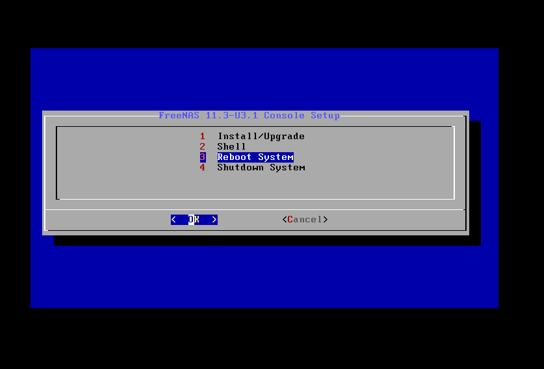 FreeNAS 11.3-U3.1 Console Setup
1 Install/Upgrade
2 Shell
3 Reboot System
4 Shutdown System
< OK > <Cancel>